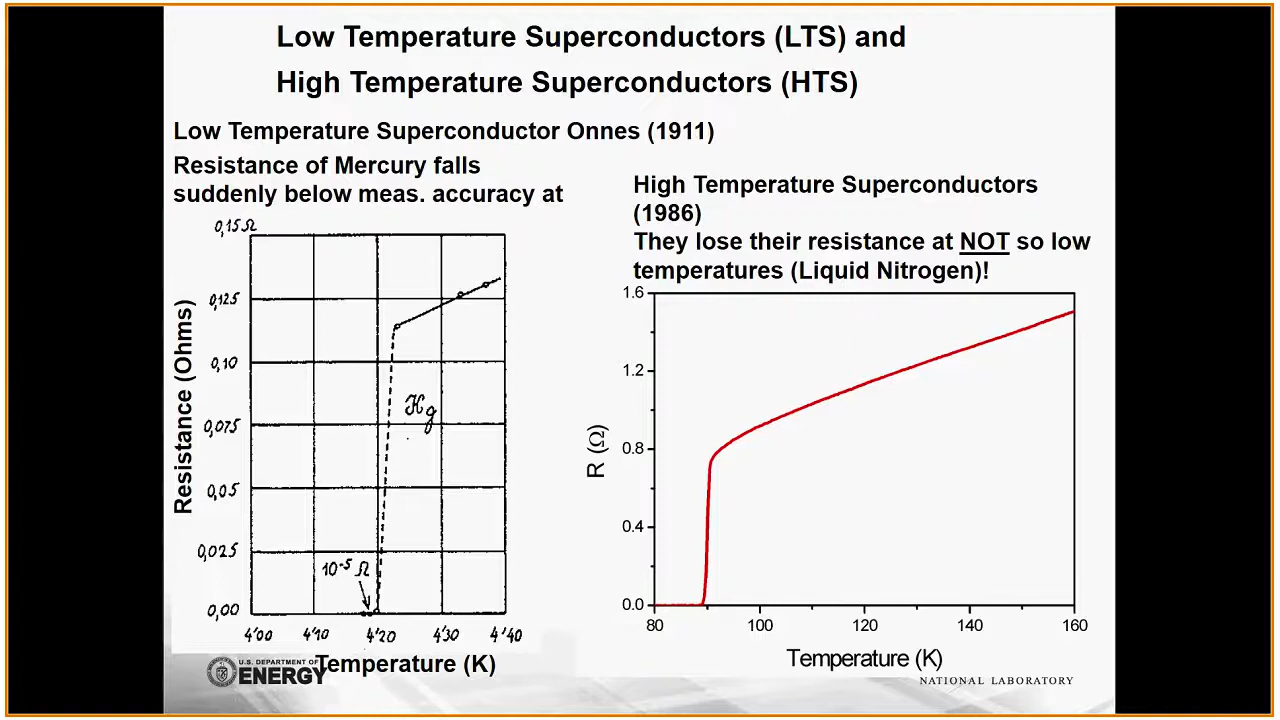 Low Temperature Superconductors (LTS) and
High Temperature Superconductors (HTS)
Low Temperature Superconductor Onnes (1911)
Resistance of Mercury falls
suddenly below meas. accuracy at
High Temperature Superconductors
(1986)
They lose their resistance at NOT so low
temperatures (Liquid Nitrogen)!
0,15 Ω
0,125
0,10
0,075
0,05
0,025
0,00
Resistance (Ohms)
Hg
10⁻⁵ Ω
4'00 4'10 4'20 4'30 4'40
Temperature (K)
1.6
1.2
0.8
0.4
0.0
R (Ω)
80 100 120 140 160
Temperature (K)
U.S. DEPARTMENT OF
ENERGY
NATIONAL LABORATORY